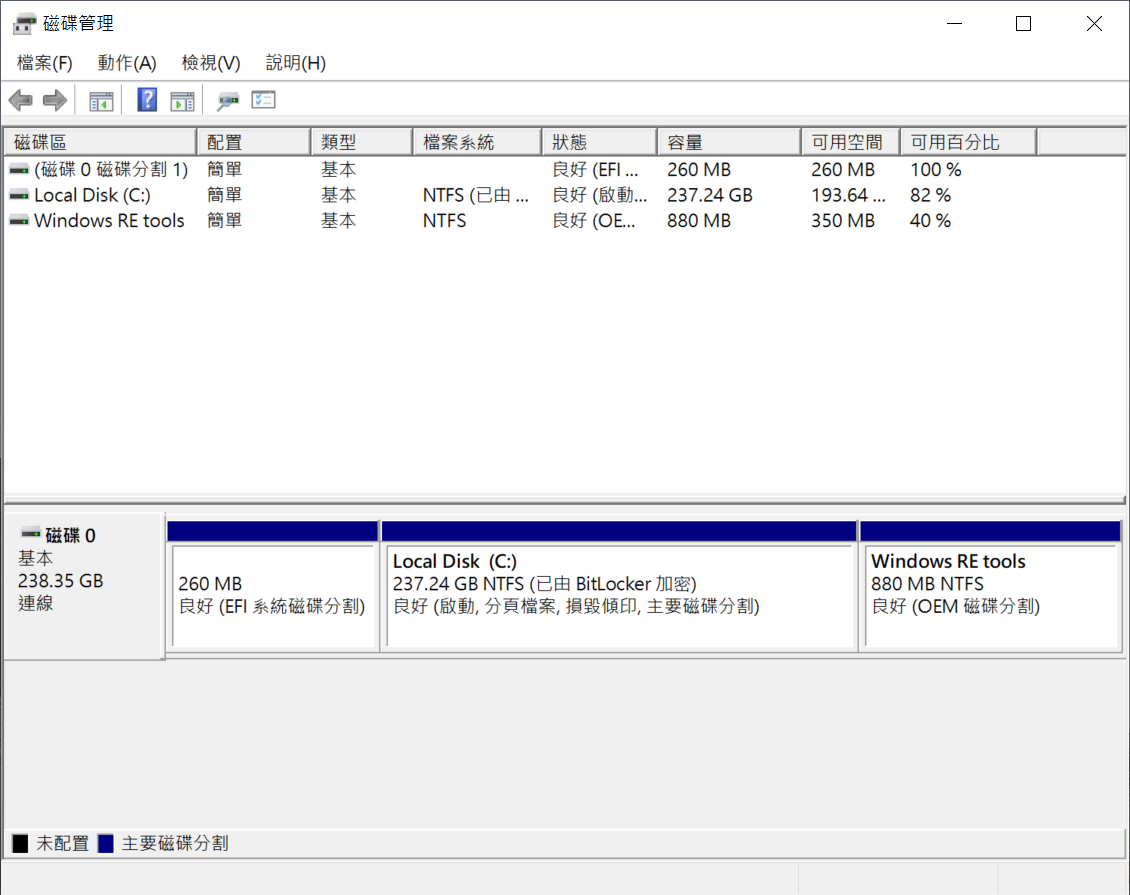 磁碟管理
檔案(F) 動作(A) 檢視(V) 說明(H)
磁碟區 配置 類型 檔案系統 狀態 容量 可用空間 可用百分比
(磁碟 0 磁碟分割 1) 簡單 基本 良好 (EFI ... 260 MB 260 MB 100 %
Local Disk (C:) 簡單 基本 NTFS (已由 ... 良好 (啟動... 237.24 GB 193.64 ... 82 %
Windows RE tools 簡單 基本 NTFS 良好 (OE... 880 MB 350 MB 40 %
磁碟 0
基本
238.35 GB
連線
260 MB
良好 (EFI 系統磁碟分割)
Local Disk (C:)
237.24 GB NTFS (已由 BitLocker 加密)
良好 (啟動, 分頁檔案, 損毀傾印, 主要磁碟分割)
Windows RE tools
880 MB NTFS
良好 (OEM 磁碟分割)
未配置 主要磁碟分割